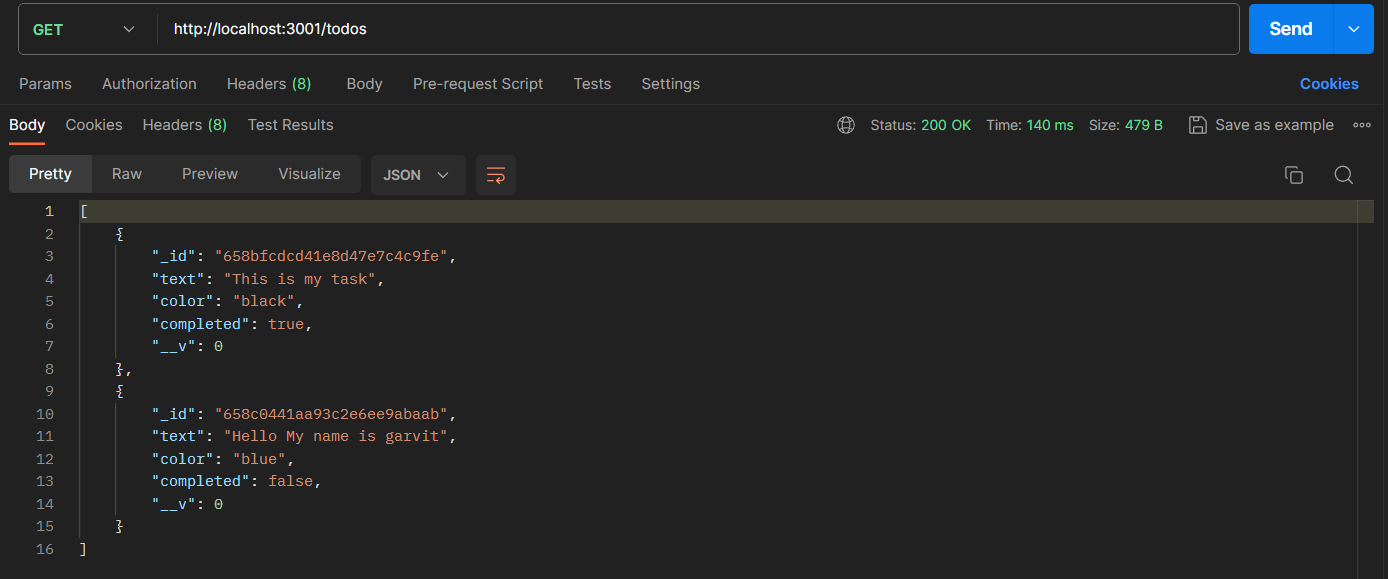 GET http://localhost:3001/todos Send
Params Authorization Headers (8) Body Pre-request Script Tests Settings Cookies
Body Cookies Headers (8) Test Results Status: 200 OK Time: 140 ms Size: 479 B Save as example
Pretty Raw Preview Visualize JSON
1 [
2 {
3 "_id": "658bfcdcd41e8d47e7c4c9fe",
4 "text": "This is my task",
5 "color": "black",
6 "completed": true,
7 "__v": 0
8 },
9 {
10 "_id": "658c0441aa93c2e6ee9abaab",
11 "text": "Hello My name is garvit",
12 "color": "blue",
13 "completed": false,
14 "__v": 0
15 }
16 ]